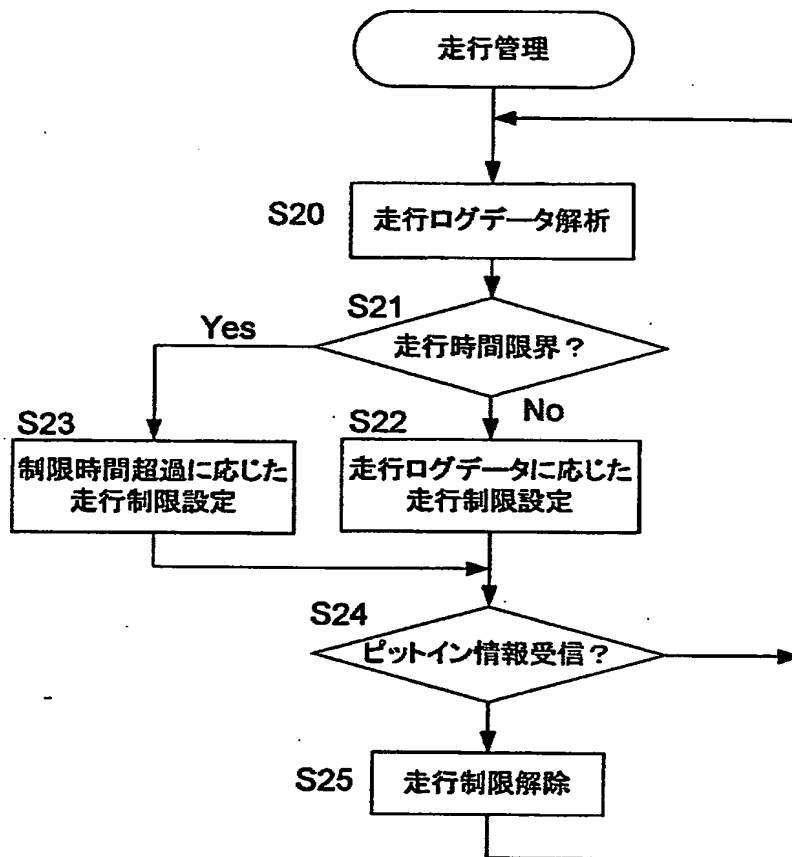 走行管理
S20
走行ログデータ解析
S21
走行時間限界？
Yes
No
S23
制限時間超過に応じた
走行制限設定
S22
走行ログデータに応じた
走行制限設定
S24
ピットイン情報受信？
S25
走行制限解除